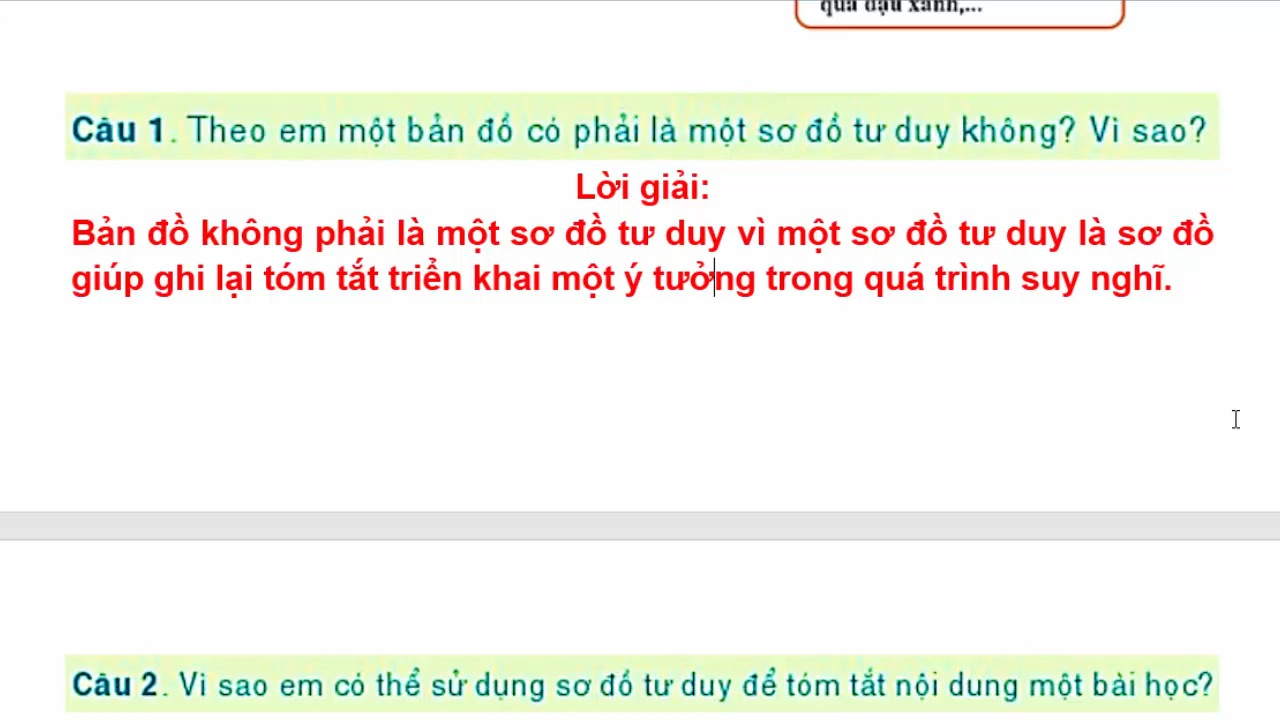 quả đậu xanh,...
Câu 1. Theo em một bản đồ có phải là một sơ đồ tư duy không? Vì sao?
Lời giải:
Bản đồ không phải là một sơ đồ tư duy vì một sơ đồ tư duy là sơ đồ
giúp ghi lại tóm tắt triển khai một ý tưởng trong quá trình suy nghĩ.
Câu 2. Vì sao em có thể sử dụng sơ đồ tư duy để tóm tắt nội dung một bài học?